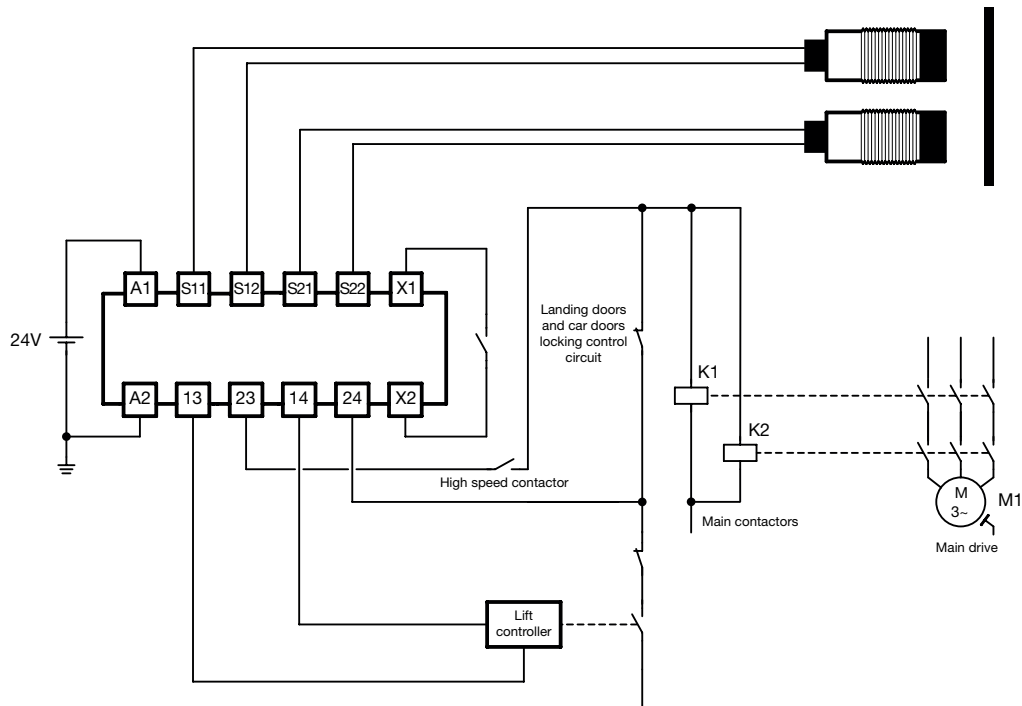 A1
S11
S12
S21
S22
X1
24V
Landing doors
and car doors
locking control
circuit
K1
A2
13
23
14
24
X2
K2
High speed contactor
M
3~
M1
Main contactors
Main drive
Lift
controller